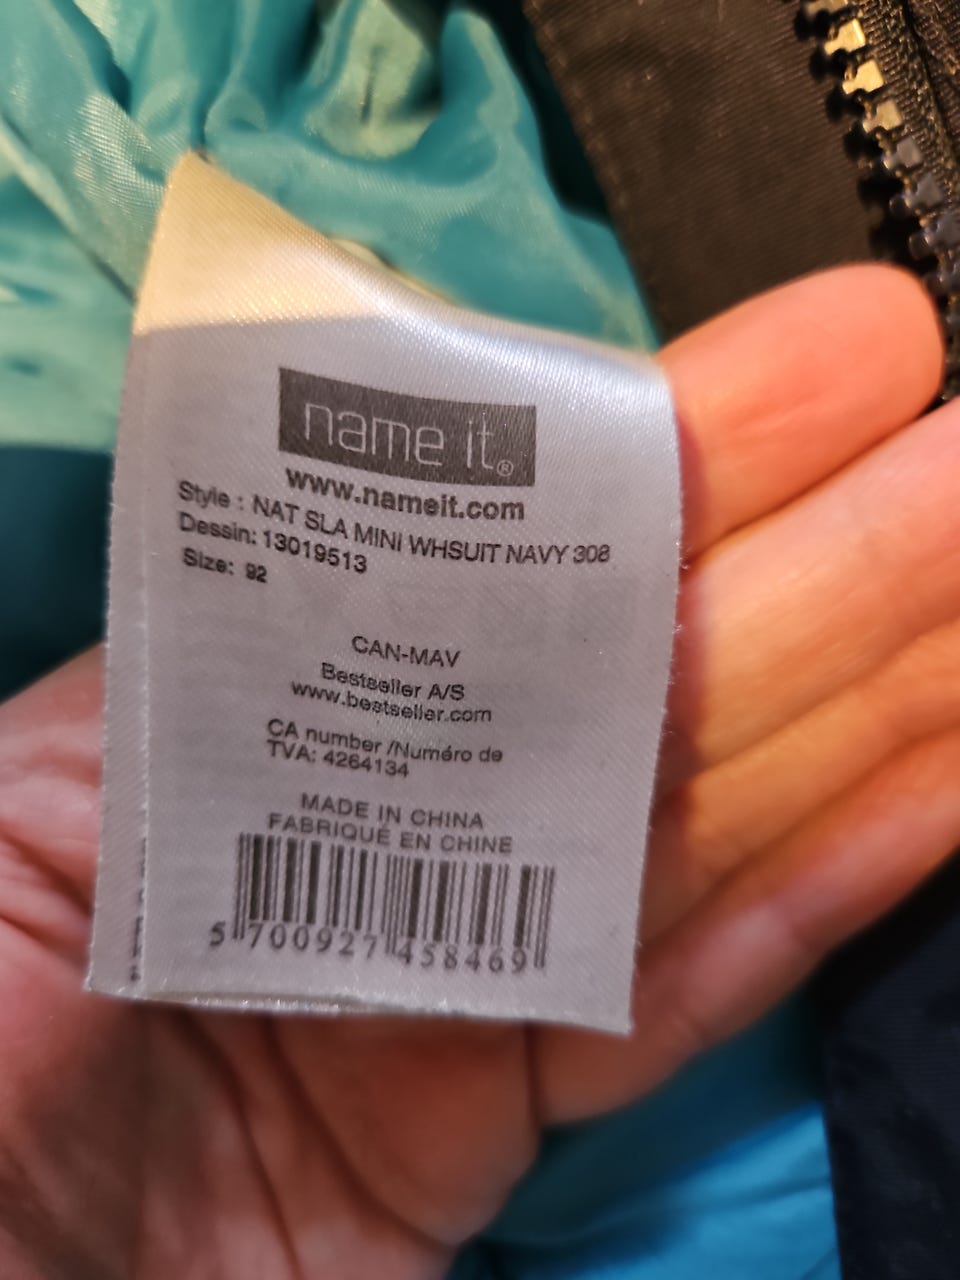 name it®
www.nameit.com
Style : NAT SLA MINI WHSUIT NAVY 308
Dessin: 13019513
Size: 92
CAN-MAV
Bestseller A/S
www.bestseller.com
CA number /Numéro de
TVA: 4264134
MADE IN CHINA
FABRIQUÉ EN CHINE
5 700927 458469